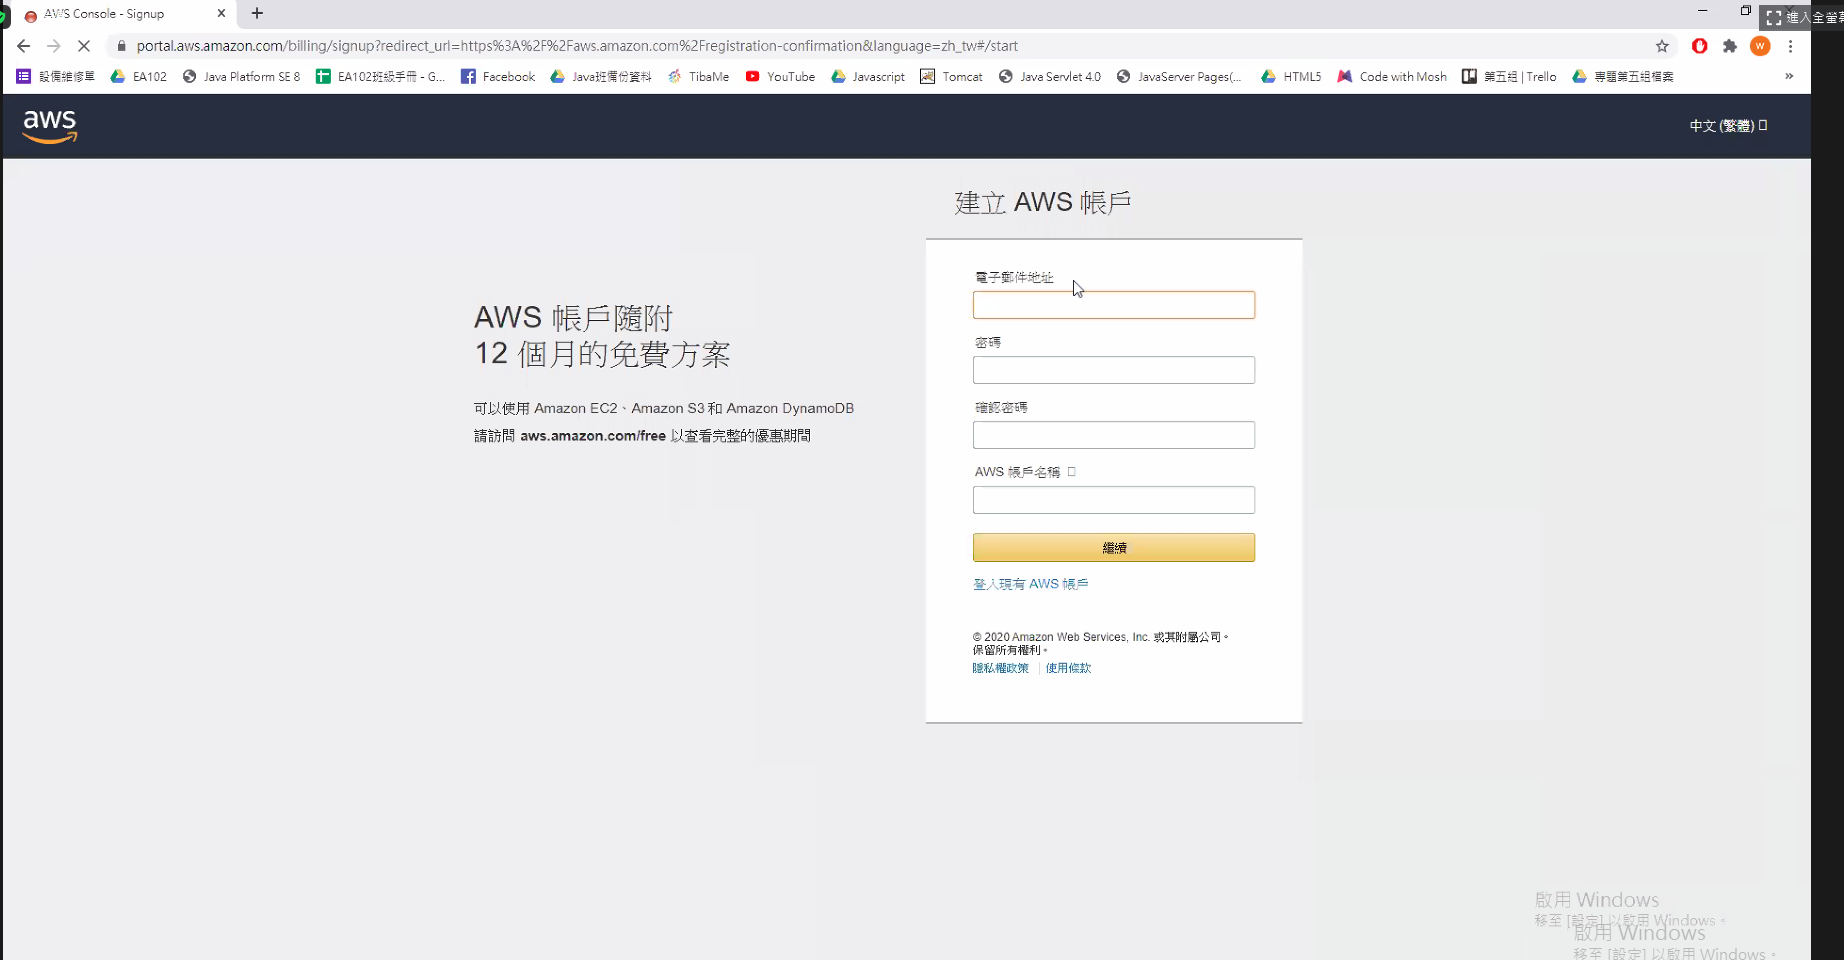 AWS Console - Signup
進入全螢幕
portal.aws.amazon.com/billing/signup?redirect_url=https%3A%2F%2Faws.amazon.com%2Fregistration-confirmation&language=zh_tw#/start
W
設備維修單 EA102 Java Platform SE 8 EA102班級手冊 - G... Facebook Java班備份資料 TibaMe YouTube Javascript Tomcat Java Servlet 4.0 JavaServer Pages(... HTML5 Code with Mosh 第五組 | Trello 專題第五組檔案 »
aws
中文 (繁體)
建立 AWS 帳戶
AWS 帳戶隨附
12 個月的免費方案
可以使用 Amazon EC2、Amazon S3 和 Amazon DynamoDB
請訪問 aws.amazon.com/free 以查看完整的優惠期間
電子郵件地址
密碼
確認密碼
AWS 帳戶名稱
繼續
登入現有 AWS 帳戶
© 2020 Amazon Web Services, Inc. 或其附屬公司。
保留所有權利。
隱私權政策 | 使用條款
啟用 Windows
移至 [設定] 以啟用 Windows。
啟用 Windows
移至 [設定] 以啟用 Windows。